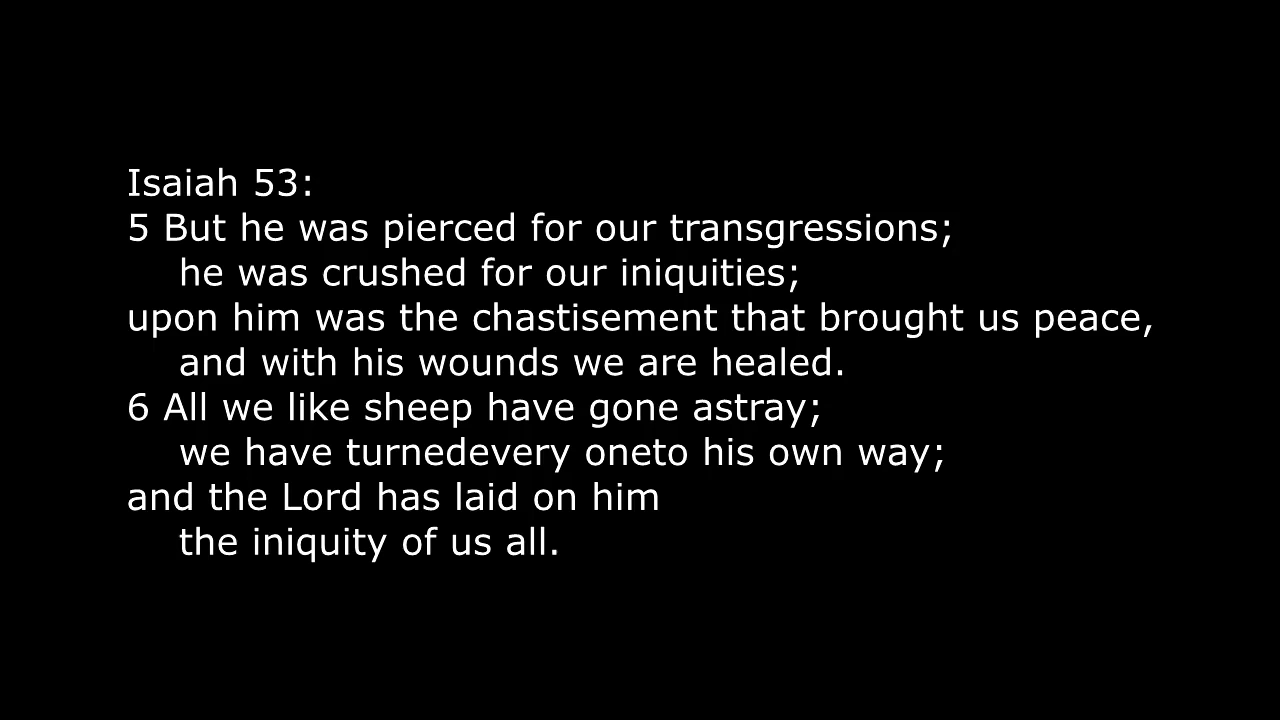 Isaiah 53:
5 But he was pierced for our transgressions;
he was crushed for our iniquities;
upon him was the chastisement that brought us peace,
and with his wounds we are healed.
6 All we like sheep have gone astray;
we have turnedevery oneto his own way;
and the Lord has laid on him
the iniquity of us all.